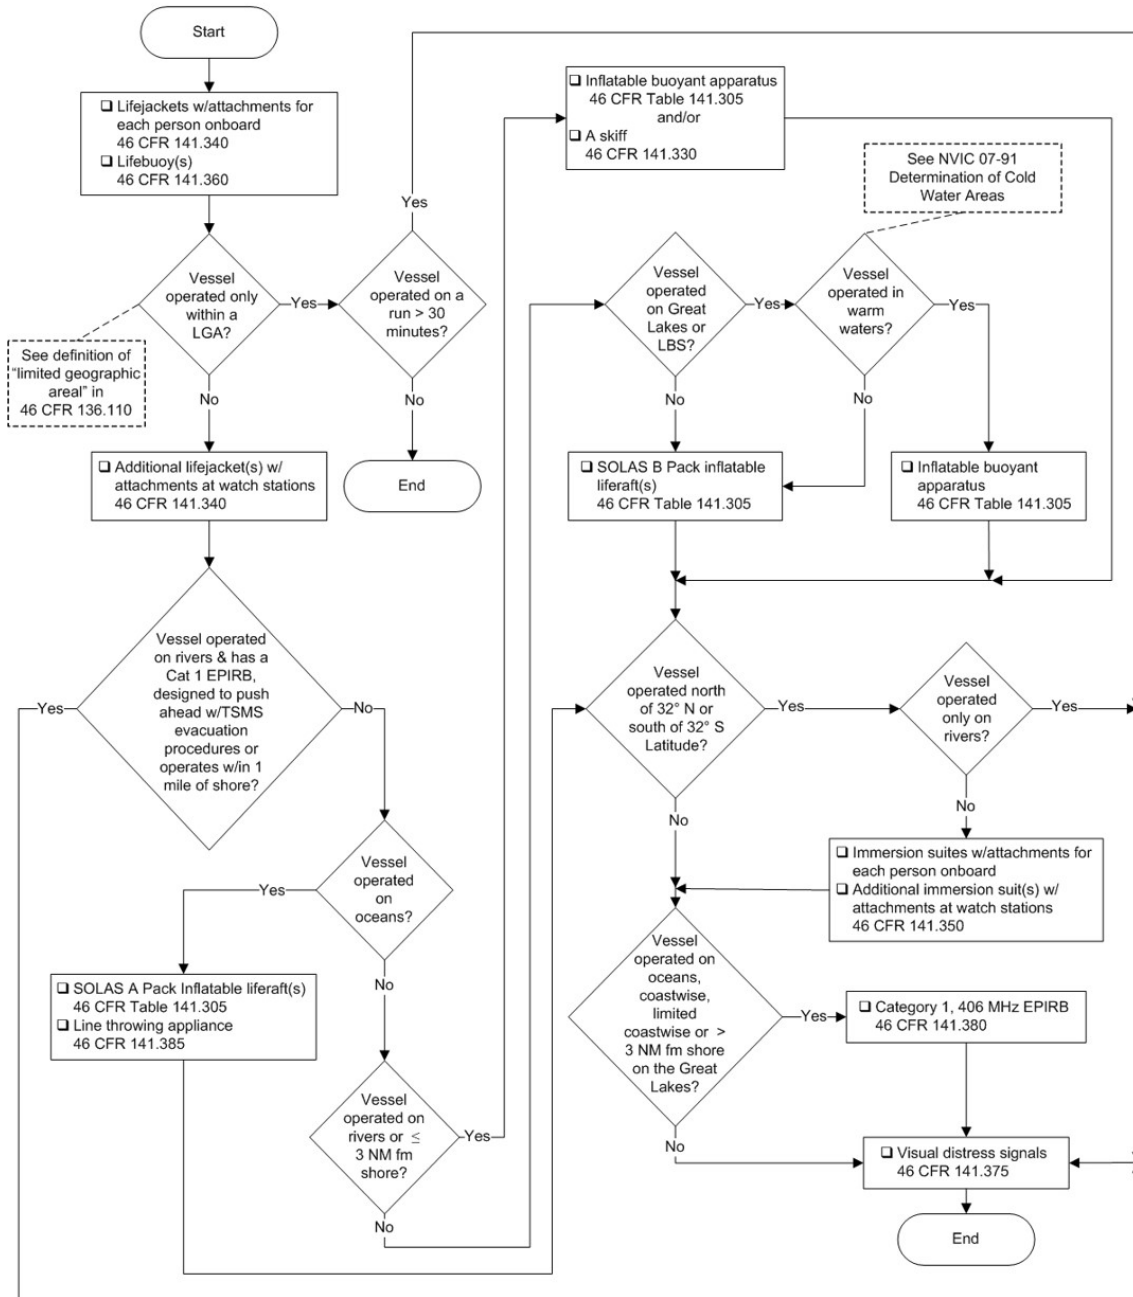 Start
❑ Lifejackets w/attachments for
each person onboard
46 CFR 141.340
❑ Lifebuoy(s)
46 CFR 141.360
Vessel
operated only
within a
LGA?
Yes
See definition of
“limited geographic
areal” in
46 CFR 136.110
No
Vessel
operated on a
run > 30
minutes?
Yes
No
End
❑ Additional lifejacket(s) w/
attachments at watch stations
46 CFR 141.340
Vessel operated
on rivers & has a
Cat 1 EPIRB,
designed to push
ahead w/TSMS
evacuation
procedures or
operates w/in 1
mile of shore?
Yes
No
Vessel
operated
on
oceans?
Yes
No
❑ SOLAS A Pack Inflatable liferaft(s)
46 CFR Table 141.305
❑ Line throwing appliance
46 CFR 141.385
Vessel
operated on
rivers or ≤
3 NM fm
shore?
Yes
No
❑ Inflatable buoyant apparatus
46 CFR Table 141.305
and/or
❑ A skiff
46 CFR 141.330
See NVIC 07-91
Determination of Cold
Water Areas
Vessel
operated
on Great
Lakes or
LBS?
Yes
No
Vessel
operated in
warm
waters?
Yes
No
❑ SOLAS B Pack inflatable
liferaft(s)
46 CFR Table 141.305
❑ Inflatable buoyant
apparatus
46 CFR Table 141.305
Vessel
operated north
of 32° N or
south of 32° S
Latitude?
Yes
No
Vessel
operated
only on
rivers?
Yes
No
❑ Immersion suites w/attachments for
each person onboard
❑ Additional immersion suit(s) w/
attachments at watch stations
46 CFR 141.350
Vessel
operated on
oceans,
coastwise,
limited
coastwise or >
3 NM fm shore
on the Great
Lakes?
Yes
No
❑ Category 1, 406 MHz EPIRB
46 CFR 141.380
❑ Visual distress signals
46 CFR 141.375
End